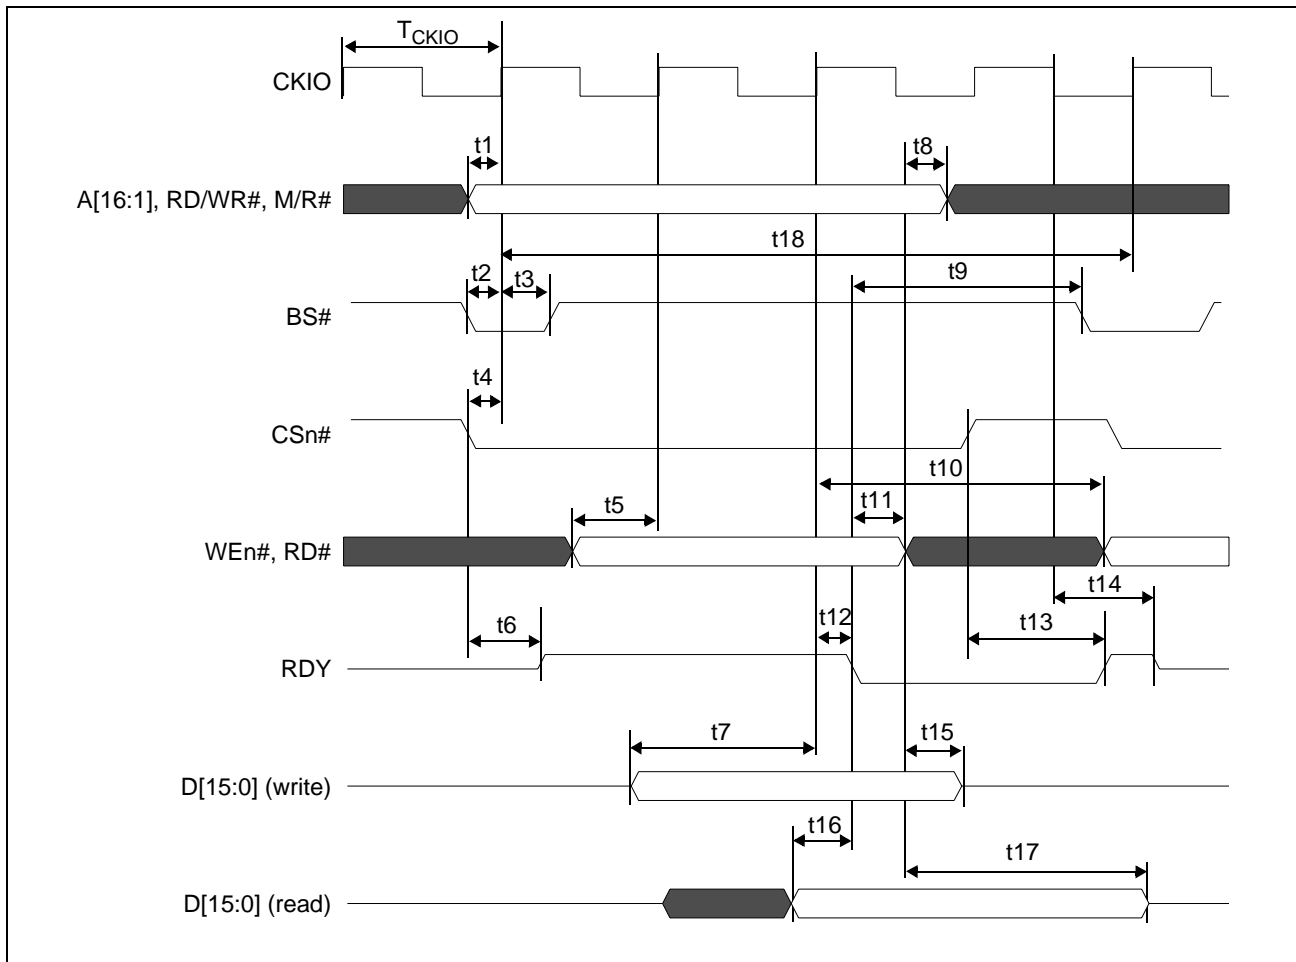 TCKIO
CKIO
t1
t8
A[16:1], RD/WR#, M/R#
t18
t2 t3
t9
BS#
t4
CSn#
t10
t5
t11
WEn#, RD#
t14
t6
t12
t13
RDY
t7
t15
D[15:0] (write)
t16
t17
D[15:0] (read)